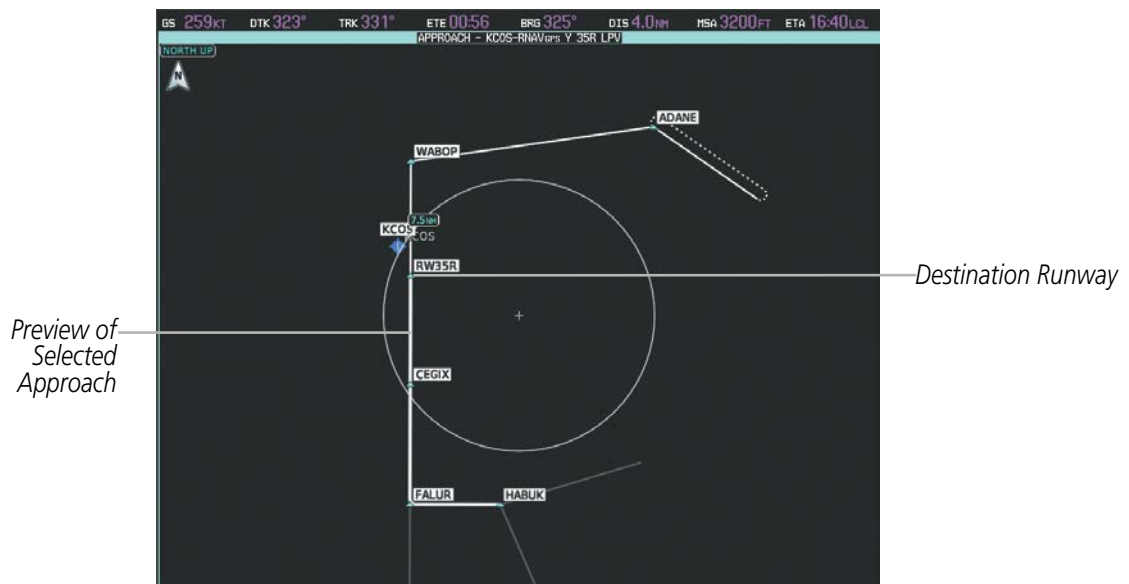 GS 259KT DTK 323° TRK 331° ETE 00:56 BRG 325° DIS 4.0NM MSA 3200FT ETA 16:40LCL
APPROACH – KCOS-RNAVGPS Y 35R LPV
NORTH UP
N
ADANE
WABOP
7.5NM
KCOS
COS
RW35R
Destination Runway
Preview of
Selected
Approach
CEGIX
FALUR
HABUK